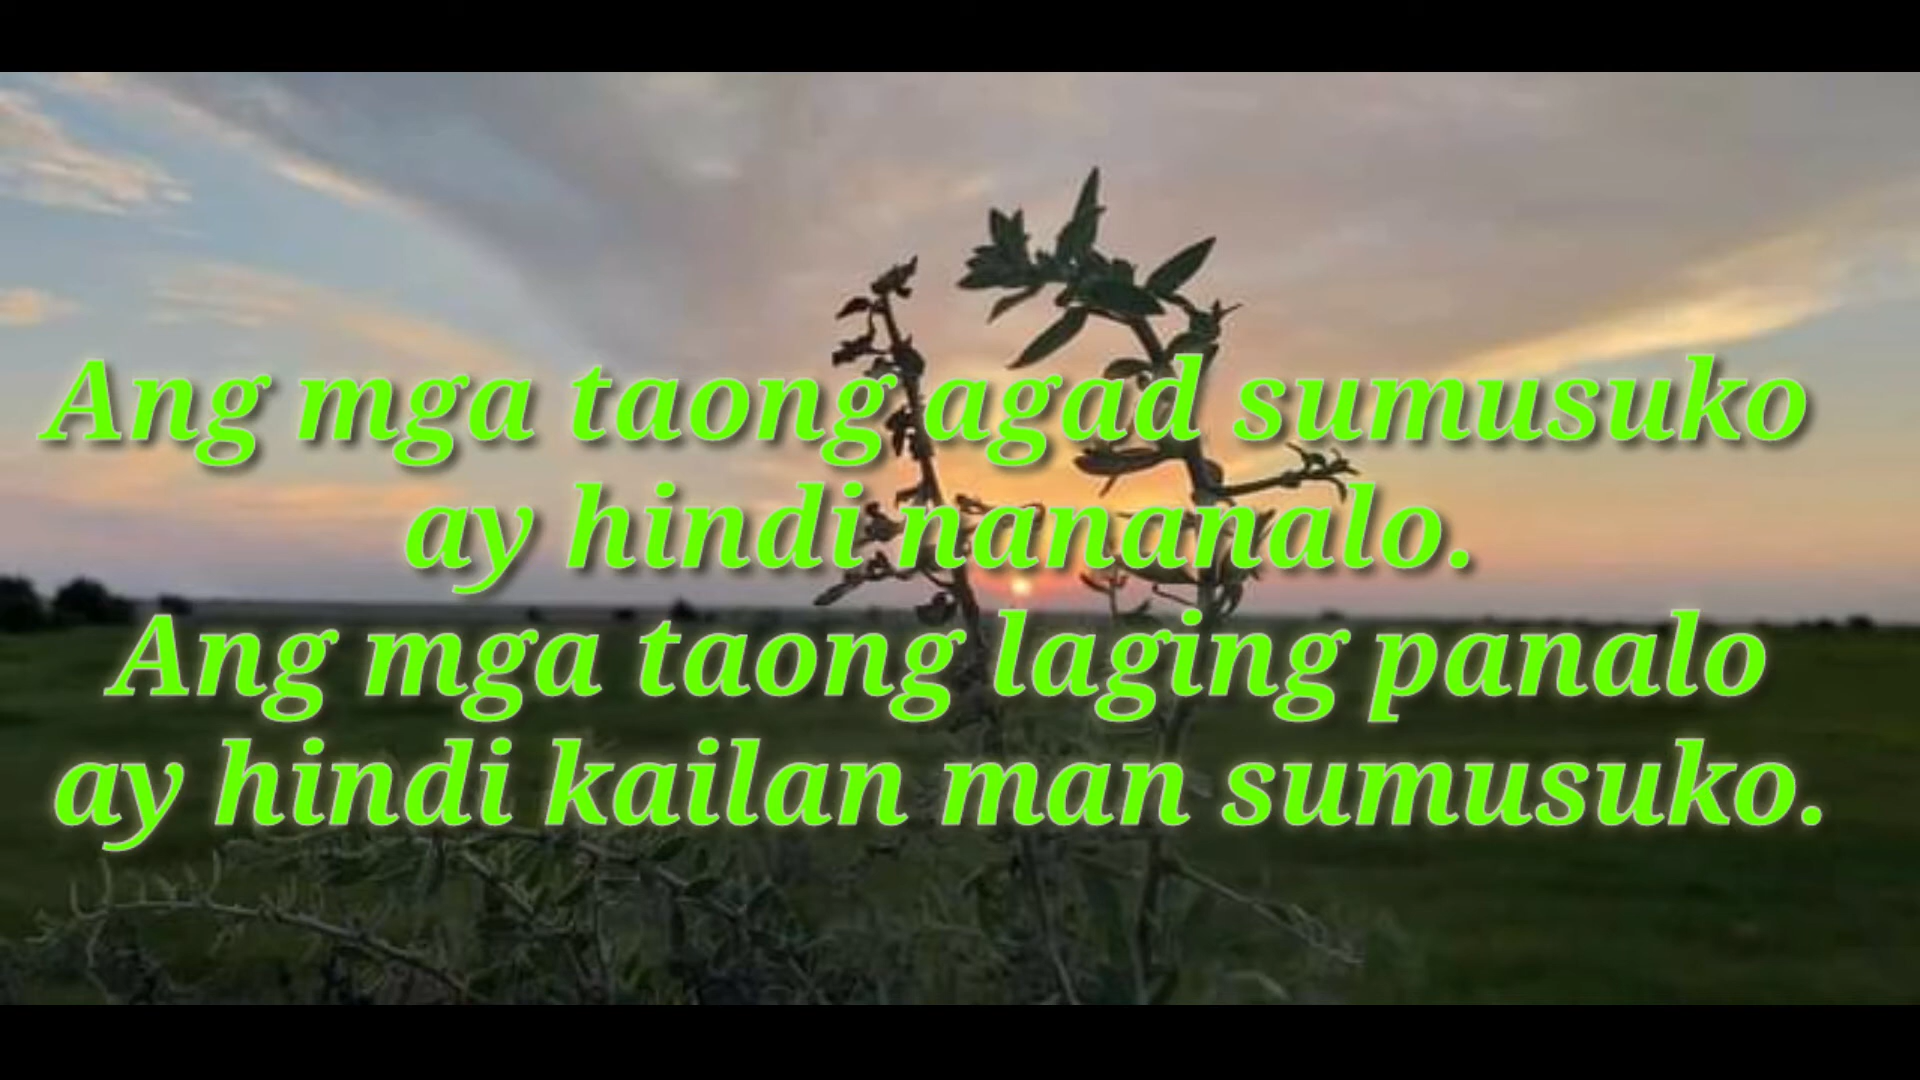 Ang mga taong agad sumusuko
ay hindi nananalo.
Ang mga taong laging panalo
ay hindi kailan man sumusuko.